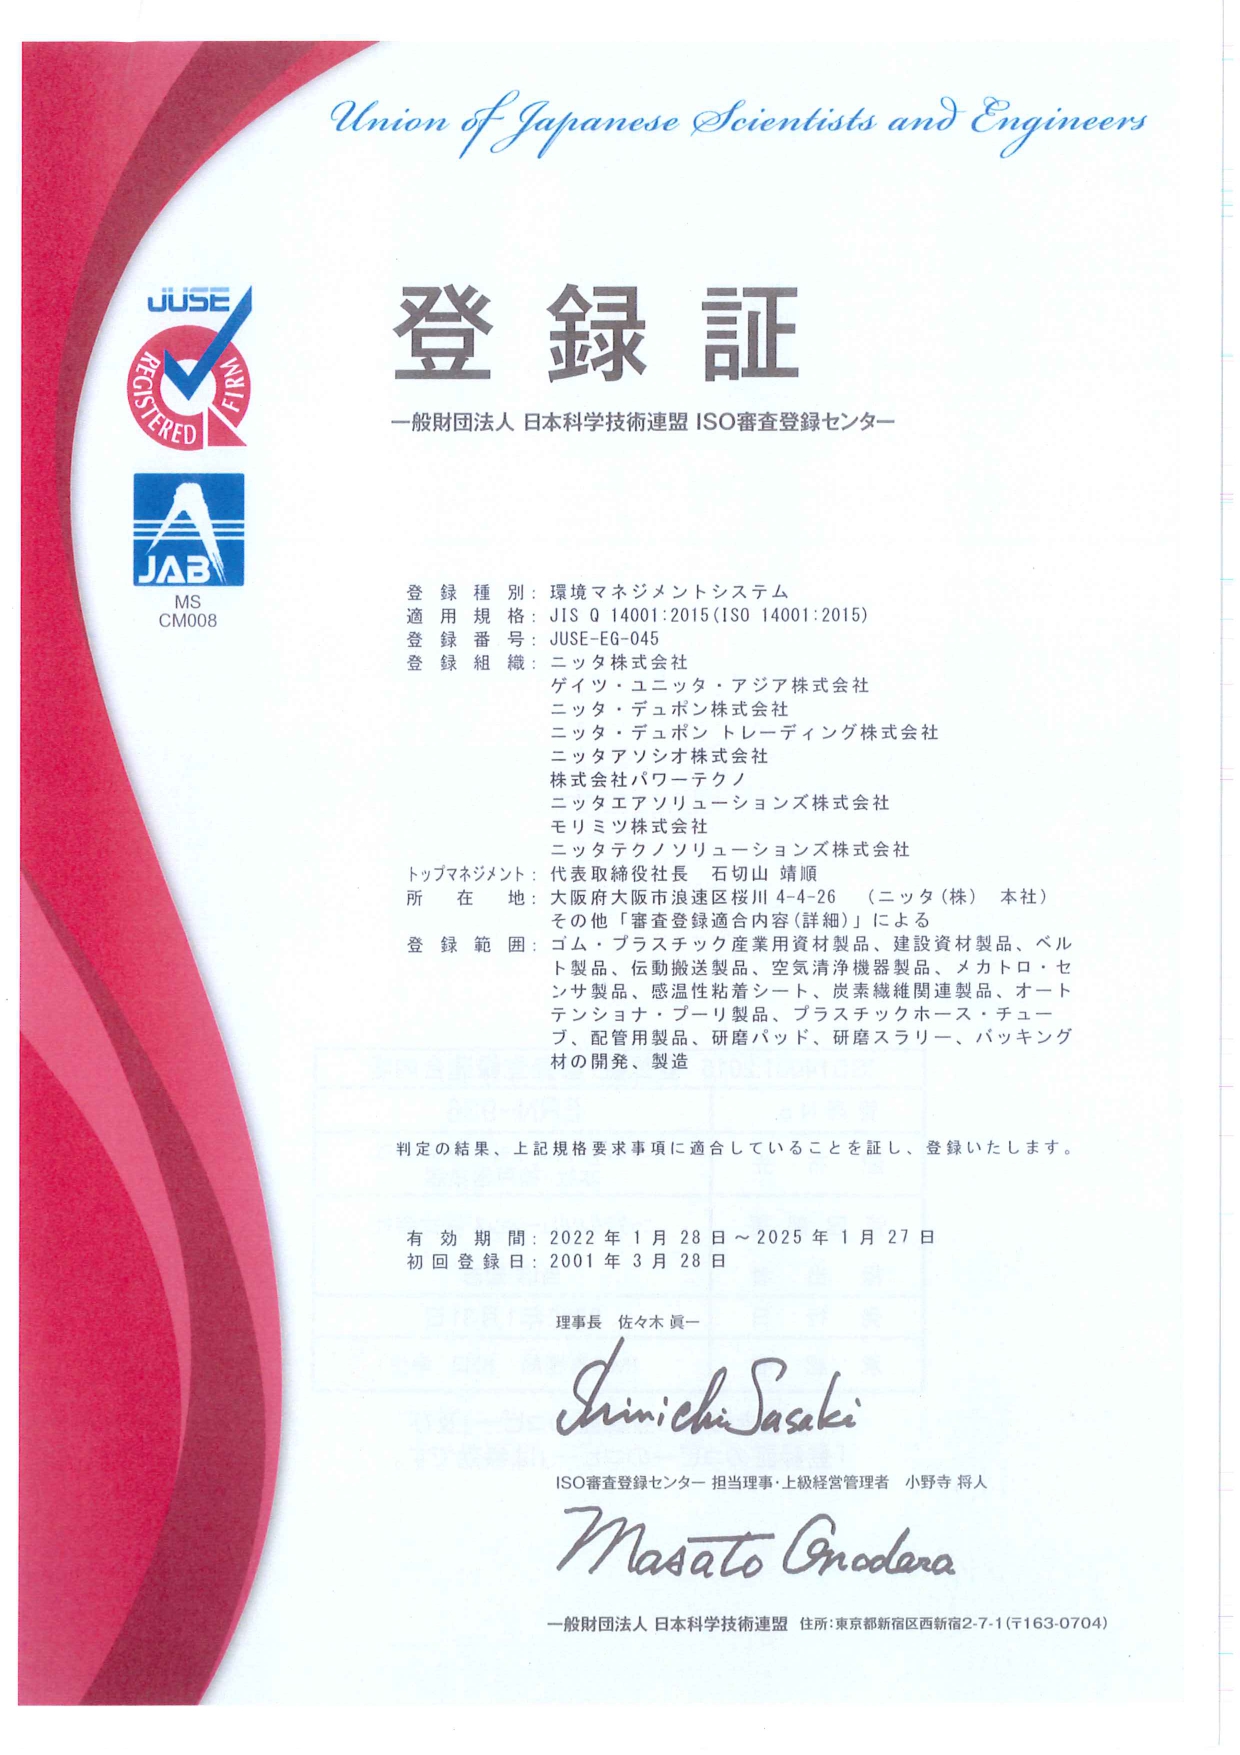 Union of Japanese Scientists and Engineers
JUSE
REGISTERED FIRM
登録証
一般財団法人 日本科学技術連盟 ISO審査登録センター
JAB
MS
CM008
登録種別: 環境マネジメントシステム
適用規格: JIS Q 14001:2015(ISO 14001:2015)
登録番号: JUSE-EG-045
登録組織: ニッタ株式会社
ゲイツ・ユニッタ・アジア株式会社
ニッタ・デュポン株式会社
ニッタ・デュポン トレーディング株式会社
ニッタアソシオ株式会社
株式会社パワーテクノ
ニッタエアソリューションズ株式会社
モリミツ株式会社
ニッタテクノソリューションズ株式会社
トップマネジメント: 代表取締役社長 石切山 靖順
所在地: 大阪府大阪市浪速区桜川 4-4-26 (ニッタ(株) 本社)
その他「審査登録適合内容(詳細)」による
登録範囲: ゴム・プラスチック産業用資材製品、建設資材製品、ベル
ト製品、伝動搬送製品、空気清浄機器製品、メカトロ・セ
ンサ製品、感温性粘着シート、炭素繊維関連製品、オート
テンショナ・プーリ製品、プラスチックホース・チュー
ブ、配管用製品、研磨パッド、研磨スラリー、バッキング
材の開発、製造
判定の結果、上記規格要求事項に適合していることを証し、登録いたします。
有効期間: 2022 年 1 月 28 日～2025 年 1 月 27 日
初回登録日: 2001 年 3 月 28 日
理事長 佐々木 眞一
Shinichi Sasaki
ISO審査登録センター 担当理事・上級経営管理者 小野寺 将人
Masato Onodera
一般財団法人 日本科学技術連盟 住所:東京都新宿区西新宿2-7-1(〒163-0704)